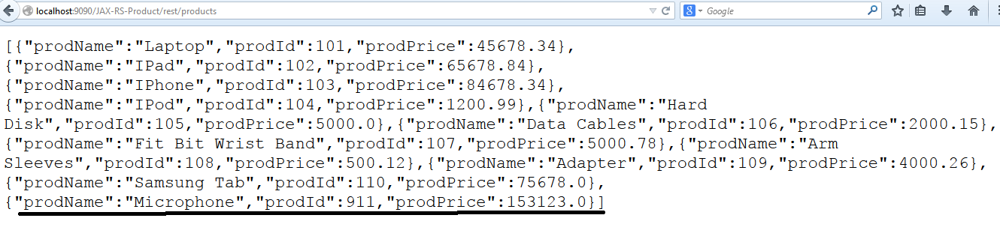 localhost:9090/JAX-RS-Product/rest/products
8 Google
[{"prodName":"Laptop","prodId":101,"prodPrice":45678.34},
{"prodName":"IPad","prodId":102,"prodPrice":65678.84},
{"prodName":"IPhone","prodId":103,"prodPrice":84678.34},
{"prodName":"IPod","prodId":104,"prodPrice":1200.99},{"prodName":"Hard
Disk","prodId":105,"prodPrice":5000.0},{"prodName":"Data Cables","prodId":106,"prodPrice":2000.15},
{"prodName":"Fit Bit Wrist Band","prodId":107,"prodPrice":5000.78},{"prodName":"Arm
Sleeves","prodId":108,"prodPrice":500.12},{"prodName":"Adapter","prodId":109,"prodPrice":4000.26},
{"prodName":"Samsung Tab","prodId":110,"prodPrice":75678.0},
{"prodName":"Microphone","prodId":911,"prodPrice":153123.0}]